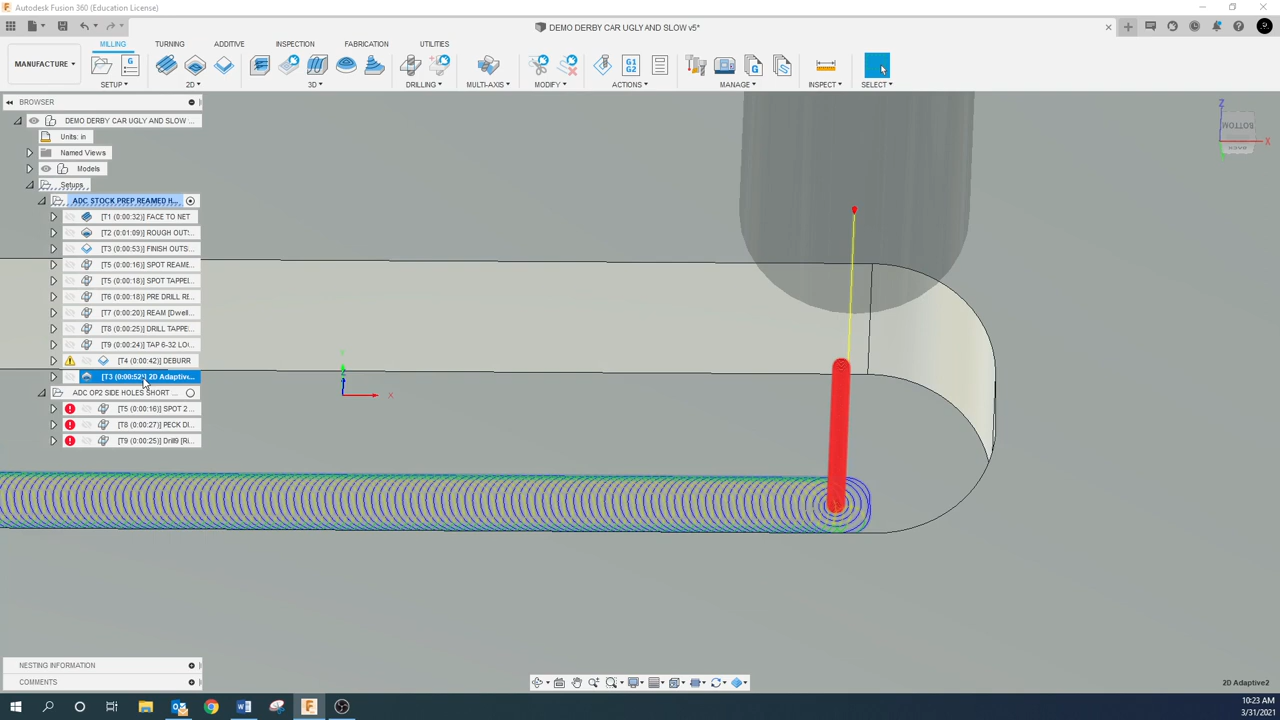 Autodesk Fusion 360 (Education License)
DEMO DERBY CAR UGLY AND SLOW v5*
MILLING TURNING ADDITIVE INSPECTION FABRICATION UTILITIES
MANUFACTURE
SETUP 2D 3D DRILLING MULTI-AXIS MODIFY ACTIONS MANAGE INSPECT SELECT
G1
G2
BROWSER
DEMO DERBY CAR UGLY AND SLOW ...
Units: in
Named Views
Models
Setups
ADC STOCK PREP REAMED H...
[T1 (0:00:32)] FACE TO NET
[T2 (0:01:09)] ROUGH OUTS...
[T3 (0:00:53)] FINISH OUTS...
[T5 (0:00:16)] SPOT REAME...
[T5 (0:00:18)] SPOT TAPPE...
[T6 (0:00:18)] PRE DRILL RE...
[T7 (0:00:20)] REAM [Dwell...
[T8 (0:00:25)] DRILL TAPPE...
[T9 (0:00:24)] TAP 6-32 LO...
[T4 (0:00:42)] DEBURR
[T3 (0:00:52)] 2D Adaptive...
ADC OP2 SIDE HOLES SHORT ...
[T5 (0:00:16)] SPOT 2 ...
[T8 (0:00:27)] PECK D...
[T9 (0:00:25)] Drill9 [Ri...
Z
BOTTOM
X
Y
Z
X
NESTING INFORMATION
COMMENTS
2D Adaptive2
10:23 AM
3/31/2021